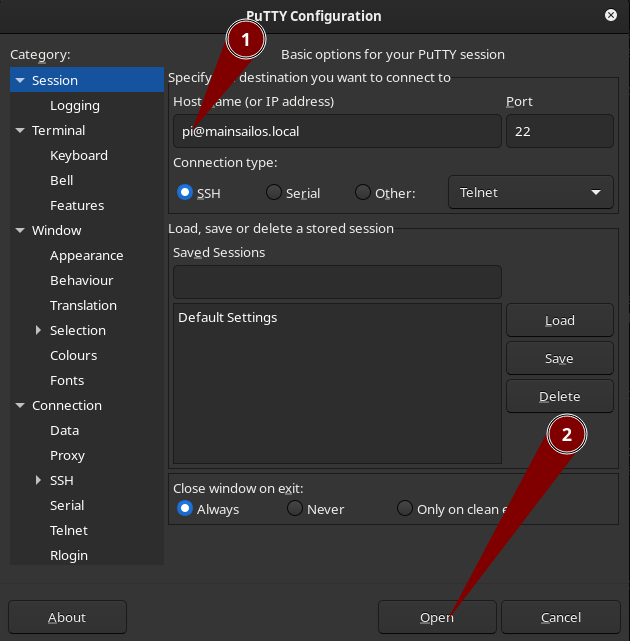 PuTTY Configuration
1
Category:
Basic options for your PuTTY session
Session
Logging
Terminal
Keyboard
Bell
Features
Window
Appearance
Behaviour
Translation
Selection
Colours
Fonts
Connection
Data
Proxy
SSH
Serial
Telnet
Rlogin
Specify destination you want to connect to
Host name (or IP address)
Port
pi@mainsailos.local
22
Connection type:
SSH
Serial
Other:
Telnet
Load, save or delete a stored session
Saved Sessions
Default Settings
Load
Save
Delete
2
Close window on exit:
Always
Never
Only on clean
About
Open
Cancel